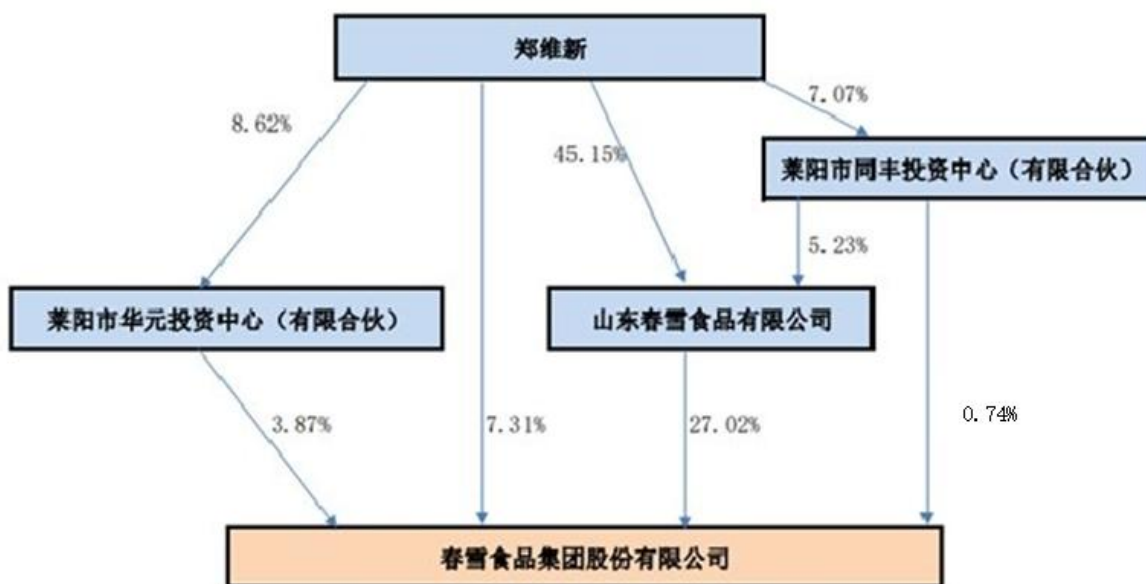 郑维新
7.07%
8.62%
45.15%
莱阳市同丰投资中心（有限合伙）
5.23%
莱阳市华元投资中心（有限合伙）
山东春雪食品有限公司
3.87%
7.31%
27.02%
0.74%
春雪食品集团股份有限公司